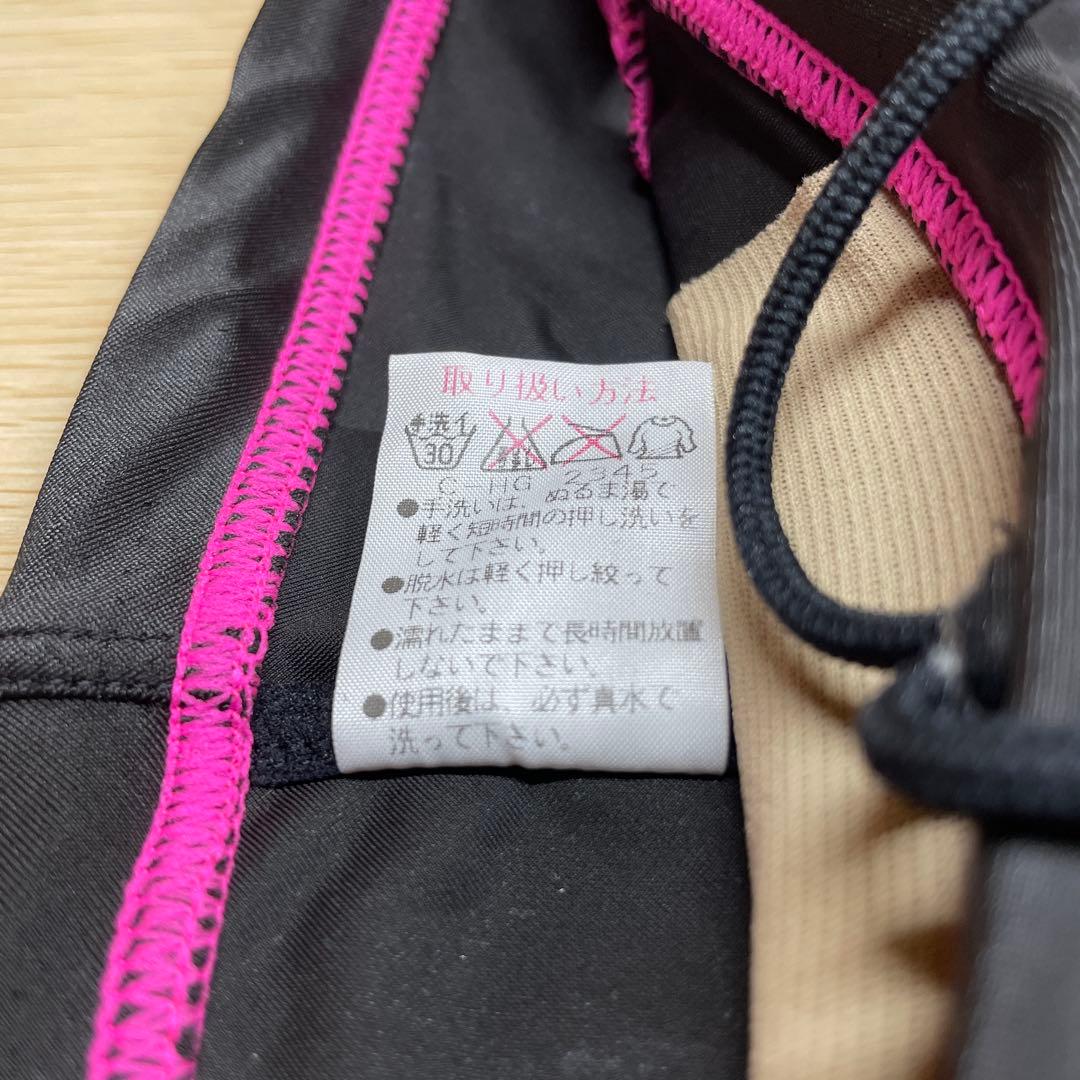 取り扱い方法
手洗イ
30
C-HG 2345
●手洗いは、ぬるま湯で
軽く短時間の押し洗いを
して下さい。
●脱水は軽く押し絞って
下さい。
●濡れたままで長時間放置
しないで下さい。
●使用後は、必ず真水で
洗って下さい。